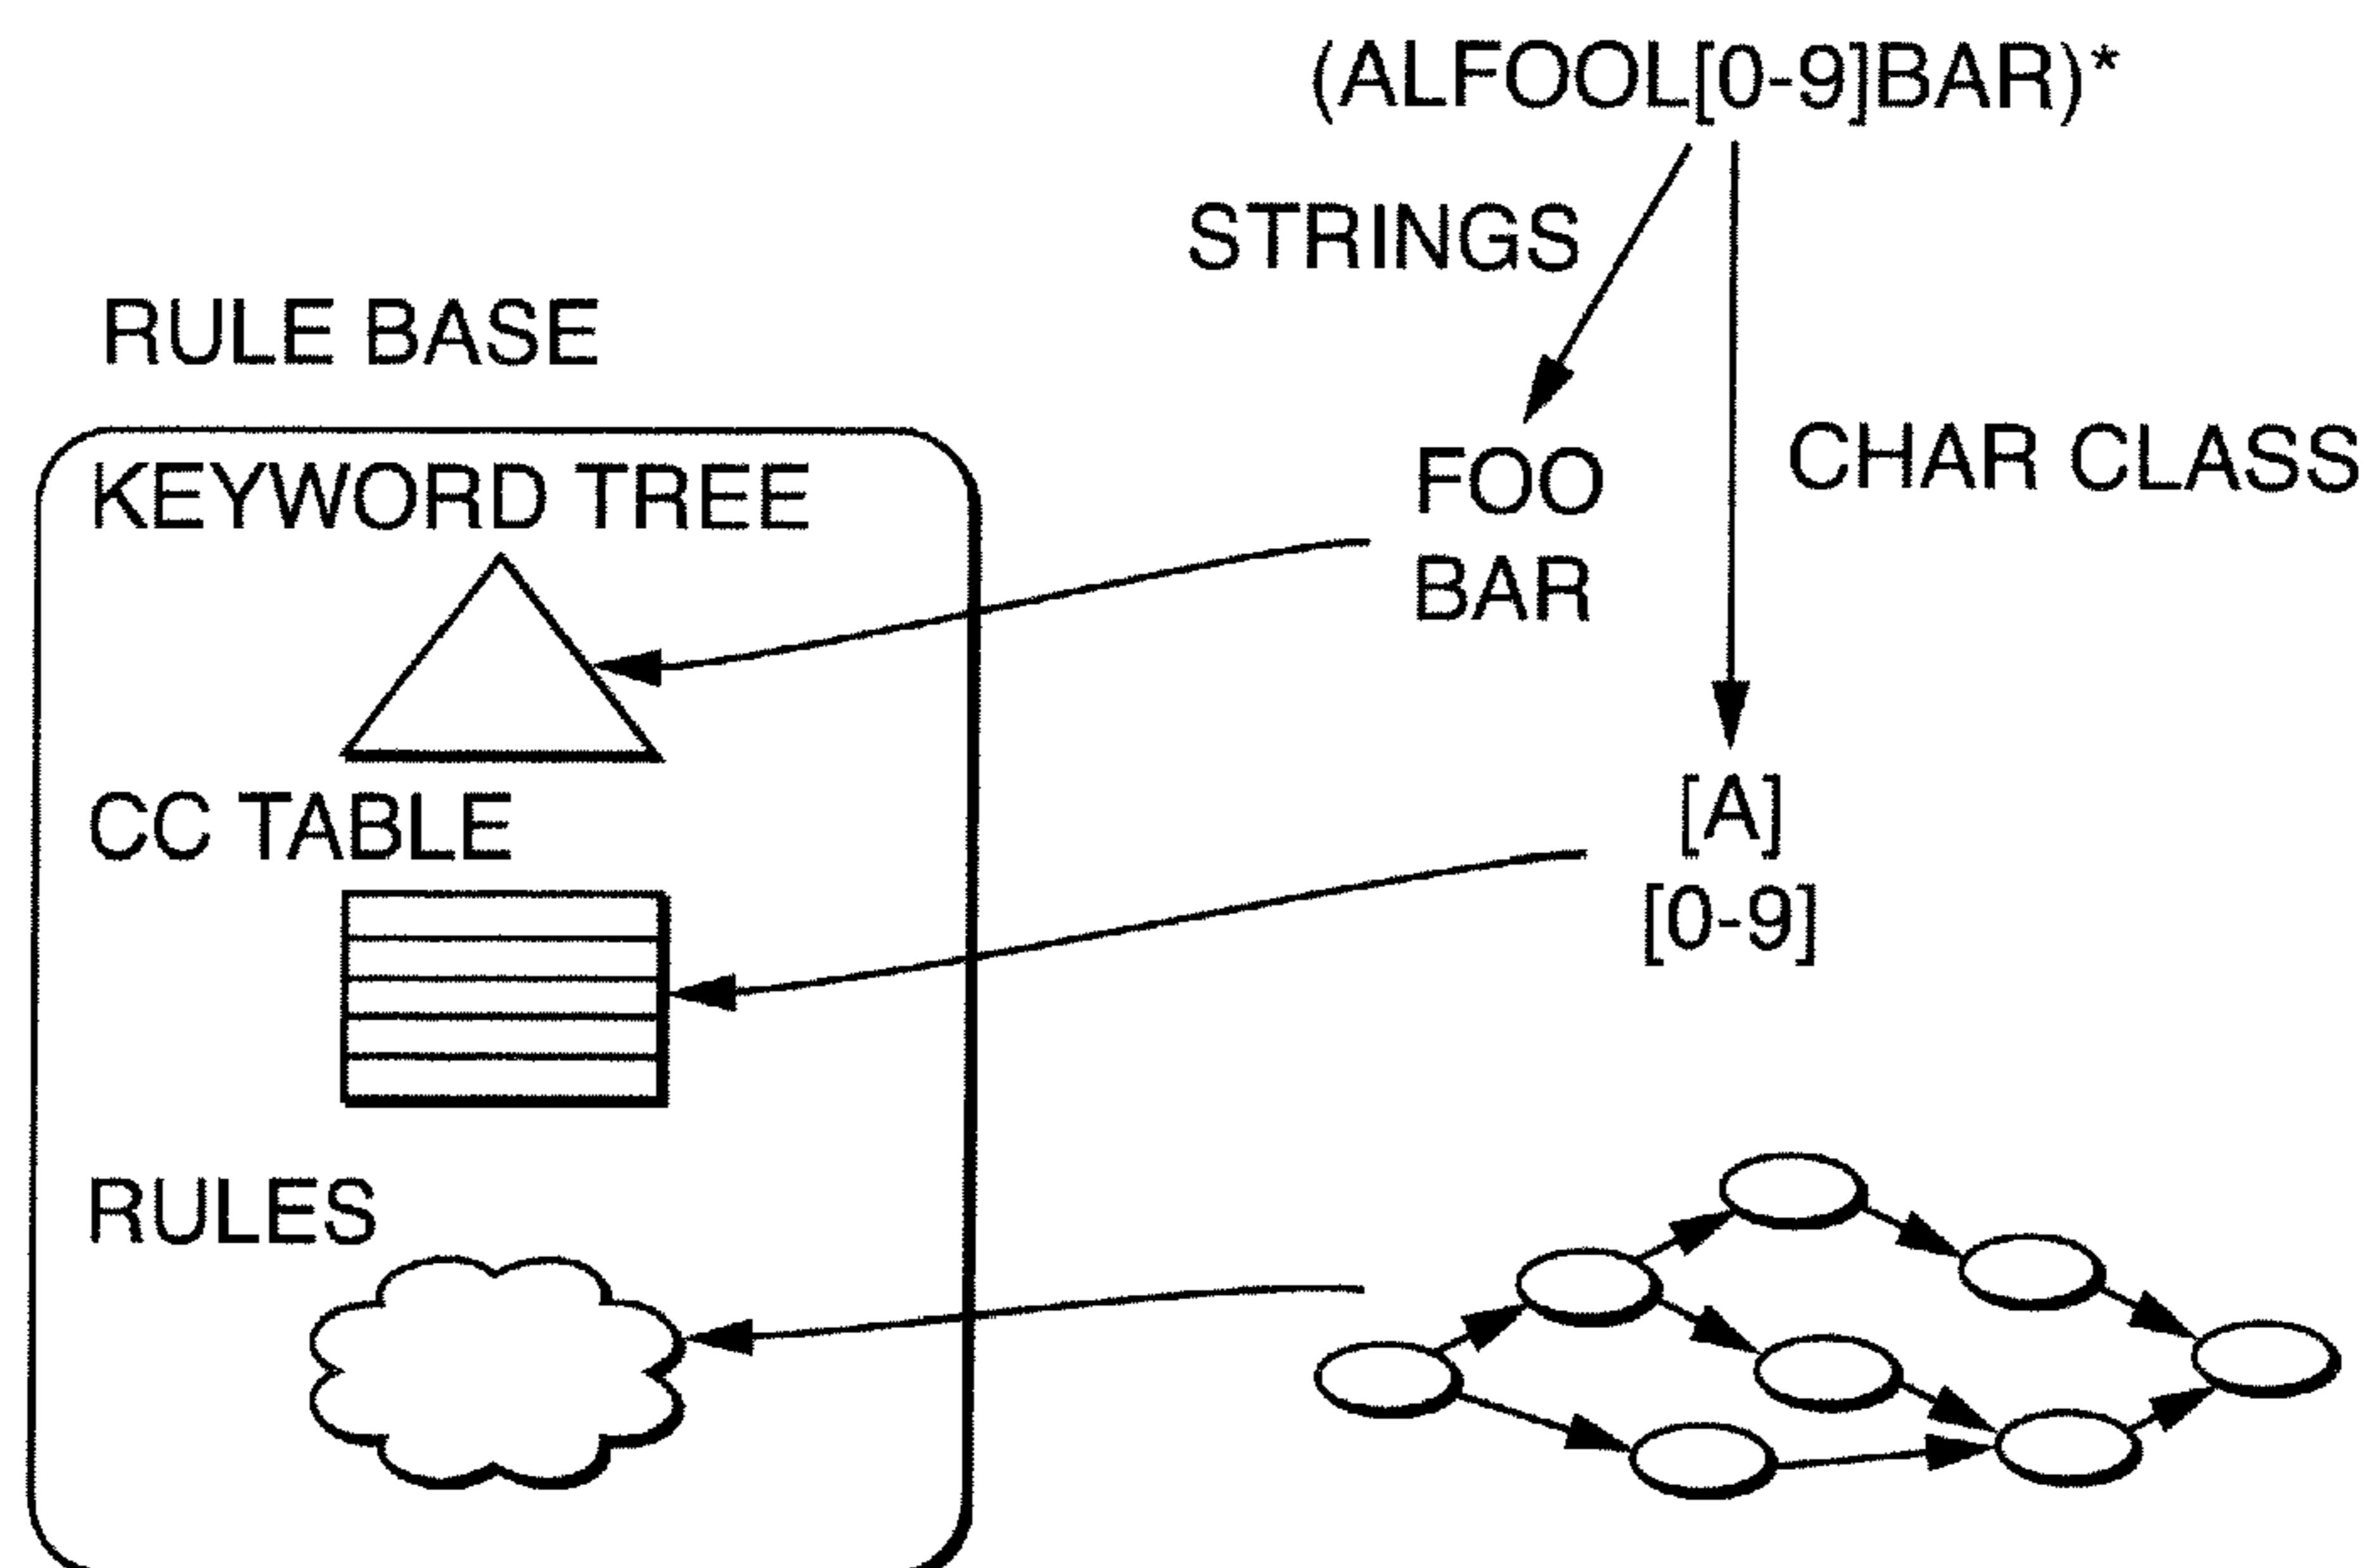 (ALFOOL[0-9]BAR)*
STRINGS
RULE BASE
CHAR CLASS
FOO
BAR
KEYWORD TREE
[A]
[0-9]
CC TABLE
RULES